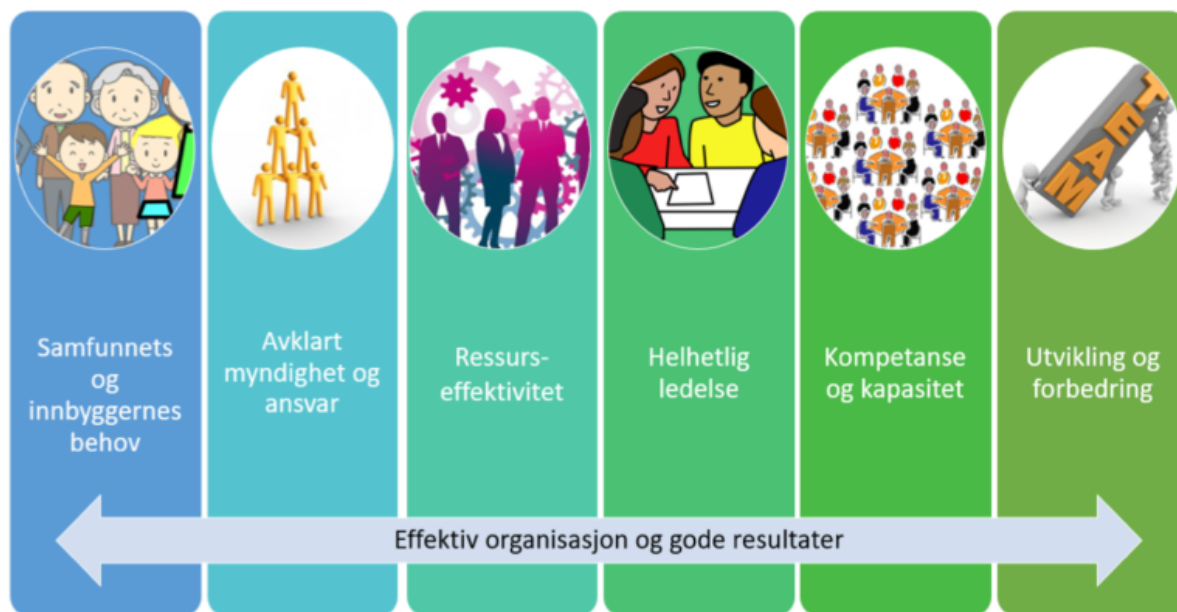 TEAM
Samfunnets
og
innbyggernes
behov
Avklart
myndighet og
ansvar
Ressurs-
effektivitet
Helhetlig
ledelse
Kompetanse
og kapasitet
Utvikling og
forbedring
Effektiv organisasjon og gode resultater